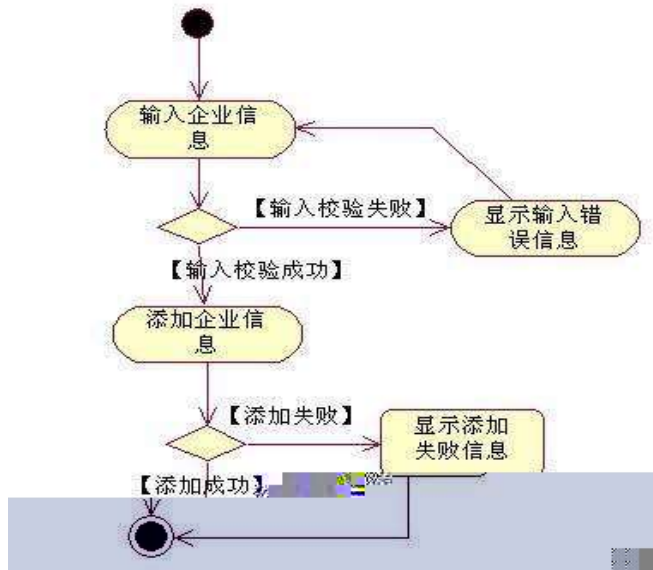 输入企业信
息
【输入校验失败】
显示输入错
误信息
【输入校验成功】
添加企业信
息
【添加失败】
显示添加
失败信息
【添加成功】